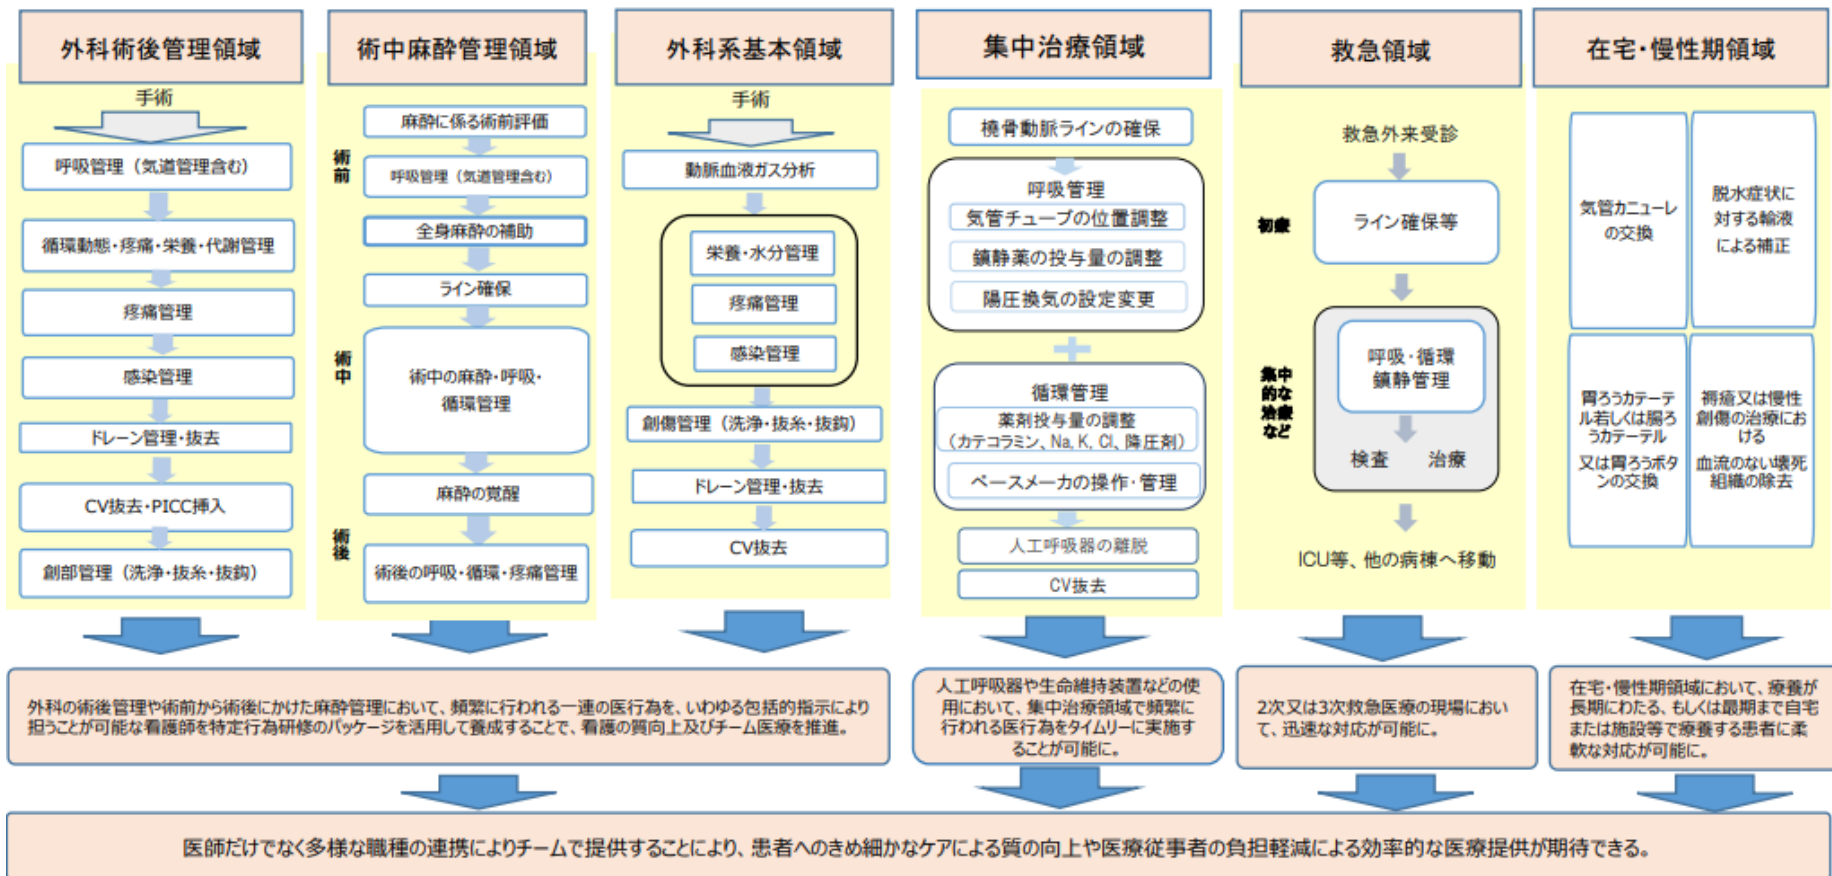 外科術後管理領域
手術
呼吸管理（気道管理含む）
循環動態・疼痛・栄養・代謝管理
疼痛管理
感染管理
ドレーン管理・抜去
CV抜去・PICC挿入
創部管理（洗浄・抜糸・抜鈎）
術中麻酔管理領域
術前
麻酔に係る術前評価
呼吸管理（気道管理含む）
全身麻酔の補助
ライン確保
術中
術中の麻酔・呼吸・
循環管理
麻酔の覚醒
術後
術後の呼吸・循環・疼痛管理
外科系基本領域
手術
動脈血液ガス分析
栄養・水分管理
疼痛管理
感染管理
創傷管理（洗浄・抜糸・抜鈎）
ドレーン管理・抜去
CV抜去
集中治療領域
橈骨動脈ラインの確保
呼吸管理
気管チューブの位置調整
鎮静薬の投与量の調整
陽圧換気の設定変更
循環管理
薬剤投与量の調整
（カテコラミン、Na, K, Cl、降圧剤）
ペースメーカの操作・管理
人工呼吸器の離脱
CV抜去
救急領域
救急外来受診
初療
ライン確保等
集中
的な
治療
など
呼吸・循環
鎮静管理
検査　治療
ICU等、他の病棟へ移動
在宅・慢性期領域
気管カニューレ
の交換
脱水症状に
対する輸液
による補正
胃ろうカテーテ
ル若しくは腸ろ
うカテーテル
又は胃ろうボタ
ンの交換
褥瘡又は慢性
創傷の治療にお
ける
血流のない壊死
組織の除去
外科の術後管理や術前から術後にかけた麻酔管理において、頻繁に行われる一連の医行為を、いわゆる包括的指示により
担うことが可能な看護師を特定行為研修のパッケージを活用して養成することで、看護の質向上及びチーム医療を推進。
人工呼吸器や生命維持装置などの使
用において、集中治療領域で頻繁に
行われる医行為をタイムリーに実施す
ることが可能に。
2次又は3次救急医療の現場におい
て、迅速な対応が可能に。
在宅・慢性期領域において、療養が
長期にわたる、もしくは最期まで自宅
または施設等で療養する患者に柔
軟な対応が可能に。
医師だけでなく多様な職種の連携によりチームで提供することにより、患者へのきめ細かなケアによる質の向上や医療従事者の負担軽減による効率的な医療提供が期待できる。